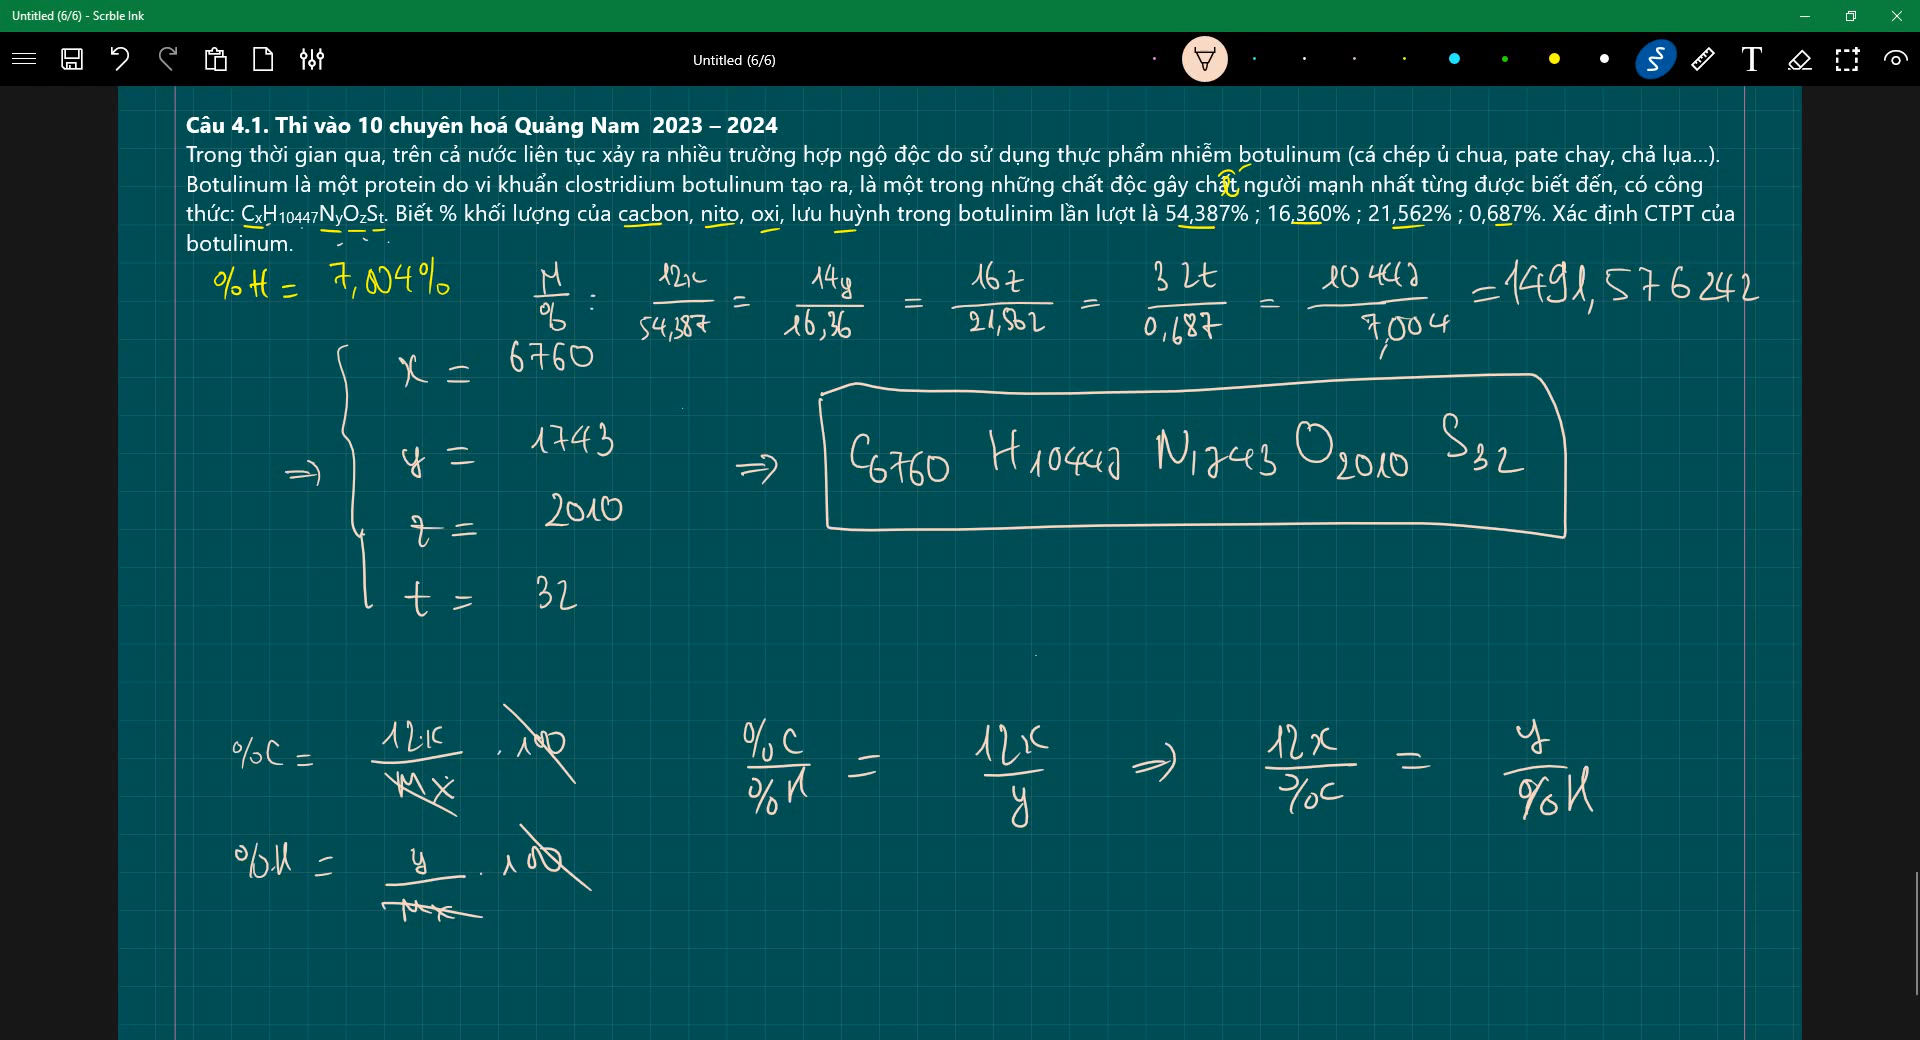 Untitled (6/6) - Scrble Ink
Untitled (6/6)
T
Câu 4.1. Thi vào 10 chuyên hoá Quảng Nam 2023 – 2024
Trong thời gian qua, trên cả nước liên tục xảy ra nhiều trường hợp ngộ độc do sử dụng thực phẩm nhiễm botulinum (cá chép ủ chua, pate chay, chả lụa...).
Botulinum là một protein do vi khuẩn clostridium botulinum tạo ra, là một trong những chất độc gây chất người mạnh nhất từng được biết đến, có công
thức: CₓH₁₀₄₄₇NᵧO_zSₜ. Biết % khối lượng của cacbon, nito, oxi, lưu huỳnh trong botulinim lần lượt là 54,387% ; 16,360% ; 21,562% ; 0,687%. Xác định CTPT của
botulinum.
%H = 7,004%
M/% : 12x/54,387 = 14y/16,36 = 16z/21,562 = 32t/0,687 = 10447/7,004 = 1491,576242
x = 6760
y = 1743
z = 2010
t = 32
⇒ C₆₇₆₀ H₁₀₄₄₇ N₁₇₄₃ O₂₀₁₀ S₃₂
%C = 12x/Mx . 100
%H = y/Mx . 100
%C/%H = 12x/y ⇒ 12x/%C = y/%H